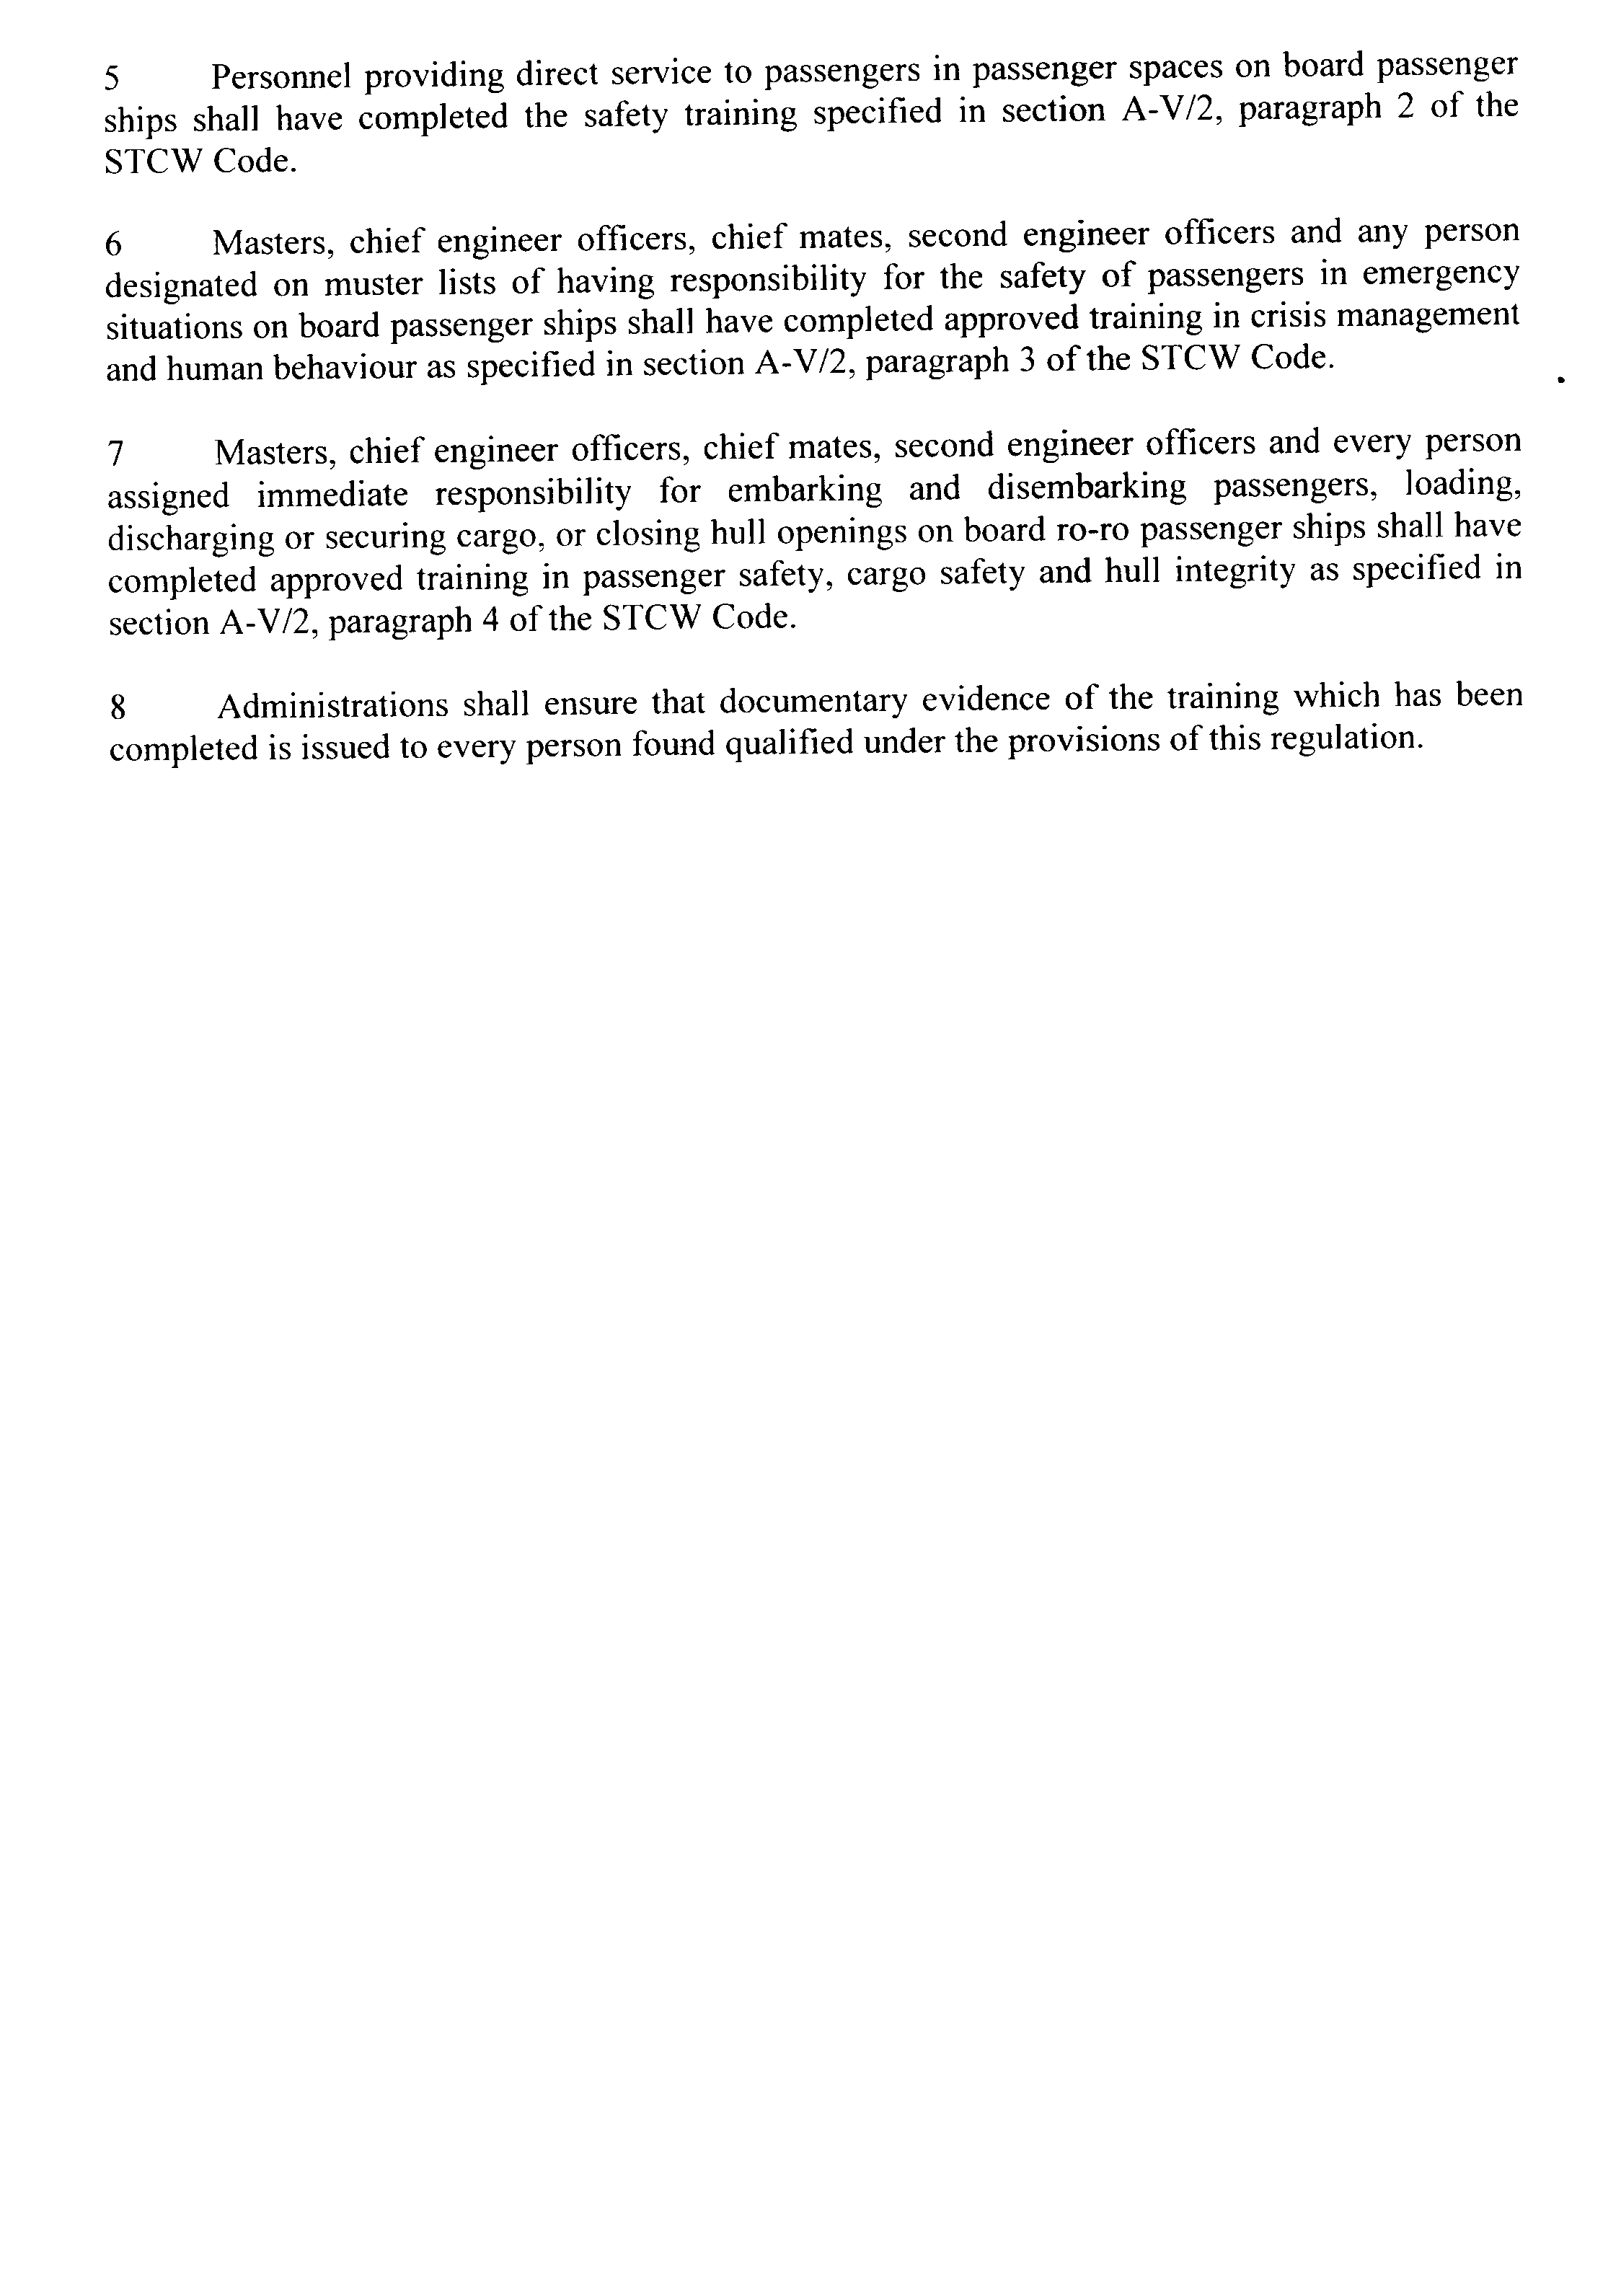 5 Personnel providing direct service to passengers in passenger spaces on board passenger
ships shall have completed the safety training specified in section A-V/2, paragraph 2 of the
STCW Code.
6 Masters, chief engineer officers, chief mates, second engineer officers and any person
designated on muster lists of having responsibility for the safety of passengers in emergency
situations on board passenger ships shall have completed approved training in crisis management
and human behaviour as specified in section A-V/2, paragraph 3 of the STCW Code.
7 Masters, chief engineer officers, chief mates, second engineer officers and every person
assigned immediate responsibility for embarking and disembarking passengers, loading,
discharging or securing cargo, or closing hull openings on board ro-ro passenger ships shall have
completed approved training in passenger safety, cargo safety and hull integrity as specified in
section A-V/2, paragraph 4 of the STCW Code.
8 Administrations shall ensure that documentary evidence of the training which has been
completed is issued to every person found qualified under the provisions of this regulation.